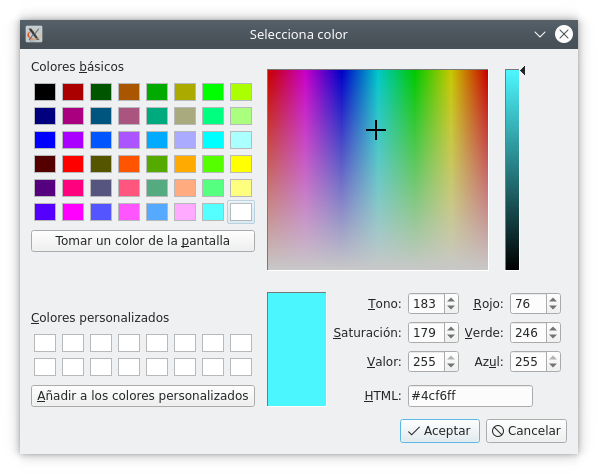 Selecciona color
Colores básicos
Tomar un color de la pantalla
Colores personalizados
Añadir a los colores personalizados
Tono: 183 Rojo: 76
Saturación: 179 Verde: 246
Valor: 255 Azul: 255
HTML: #4cf6ff
Aceptar Cancelar